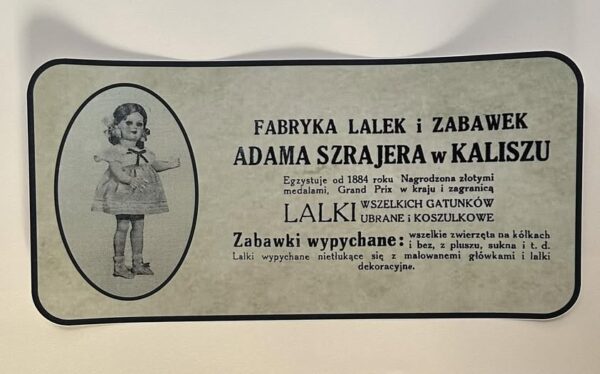 FABRYKA LALEK i ZABAWEK
ADAMA SZRAJERA w KALISZU
Egzystuje od 1884 roku Nagrodzona złotymi
medalami, Grand Prix w kraju i zagranicą
LALKI WSZELKICH GATUNKÓW
UBRANE i KOSZULKOWE
Zabawki wypychane: wszelkie zwierzęta na kółkach
i bez, z pluszu, sukna i t. d.
Lalki wypychane nietłukące się z malowanemi główkami i lalki
dekoracyjne.